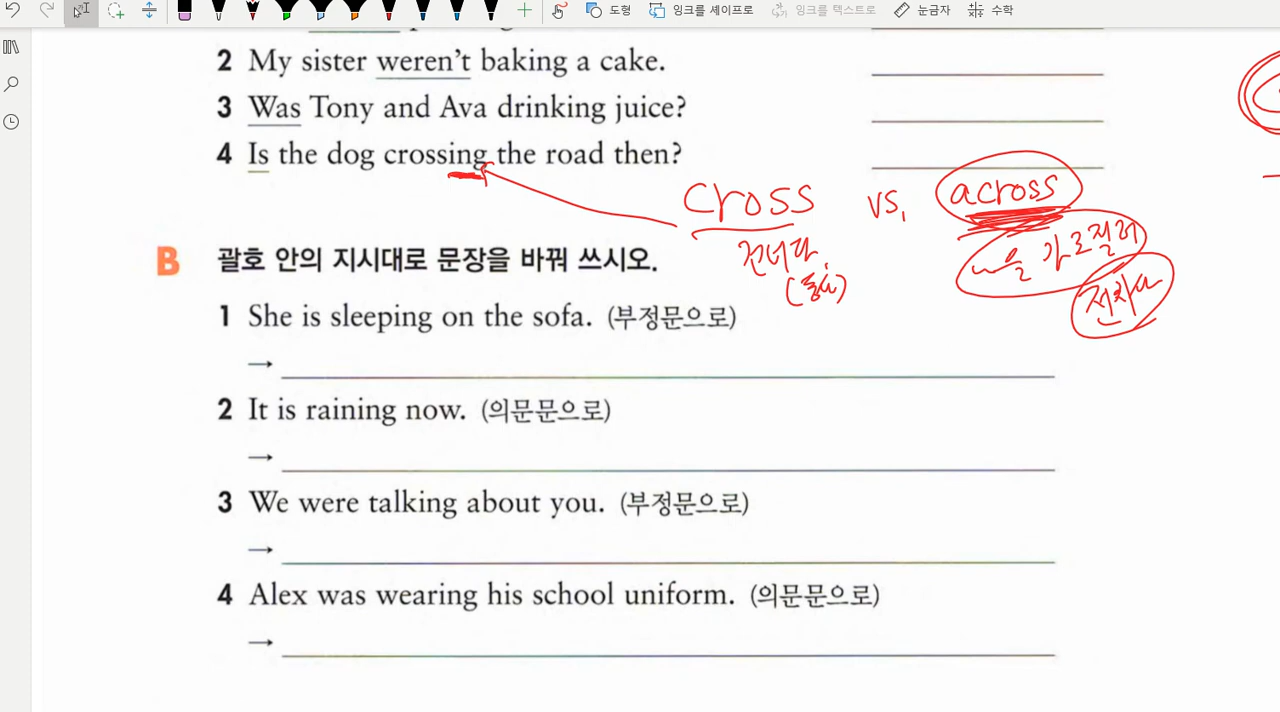 도형 잉크를 셰이프로 잉크를 텍스트로 눈금자 수학
2 My sister weren't baking a cake.
3 Was Tony and Ava drinking juice?
4 Is the dog crossing the road then?
cross vs. across
건너다. ~을 가로질러
(동사) 전치사
B 괄호 안의 지시대로 문장을 바꿔 쓰시오.
1 She is sleeping on the sofa. (부정문으로)
→
2 It is raining now. (의문문으로)
→
3 We were talking about you. (부정문으로)
→
4 Alex was wearing his school uniform. (의문문으로)
→